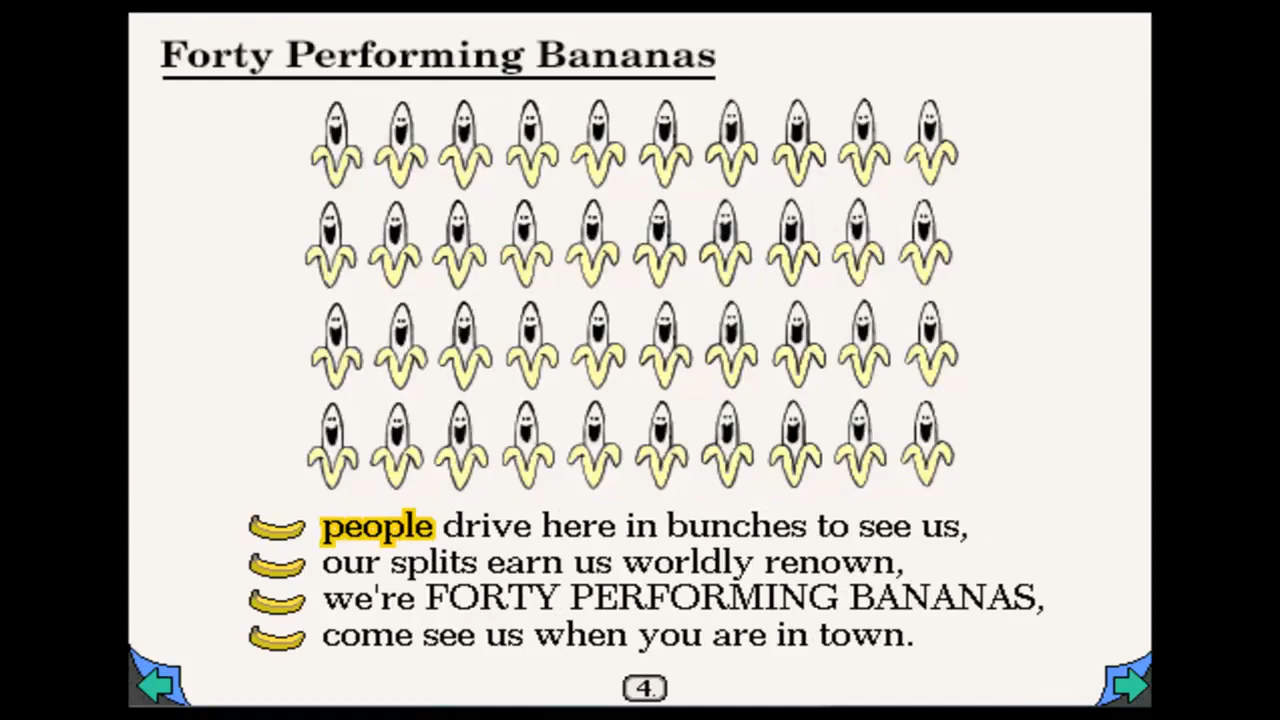 Forty Performing Bananas
people drive here in bunches to see us,
our splits earn us worldly renown,
we're FORTY PERFORMING BANANAS,
come see us when you are in town.
4.